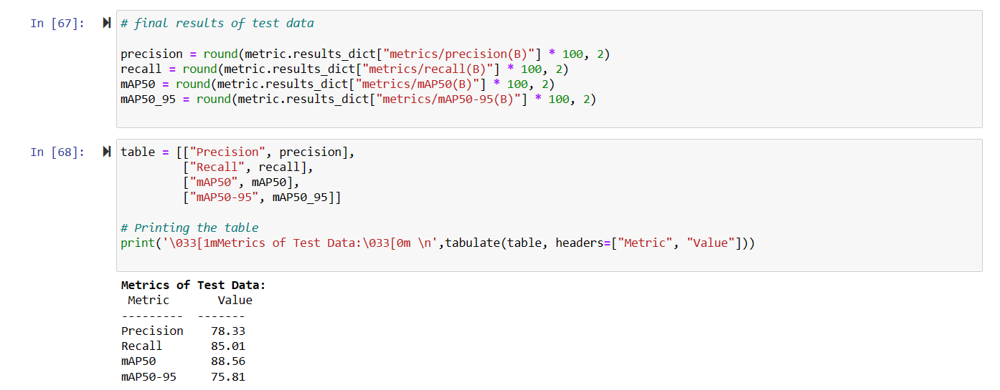 In [67]:
# final results of test data
precision = round(metric.results_dict["metrics/precision(B)"] * 100, 2)
recall = round(metric.results_dict["metrics/recall(B)"] * 100, 2)
mAP50 = round(metric.results_dict["metrics/mAP50(B)"] * 100, 2)
mAP50_95 = round(metric.results_dict["metrics/mAP50-95(B)"] * 100, 2)
In [68]:
table = [["Precision", precision],
         ["Recall", recall],
         ["mAP50", mAP50],
         ["mAP50-95", mAP50_95]]
# Printing the table
print('\033[1mMetrics of Test Data:\033[0m \n',tabulate(table, headers=["Metric", "Value"]))
Metrics of Test Data:
 Metric       Value
---------  -------
Precision    78.33
Recall       85.01
mAP50        88.56
mAP50-95     75.81